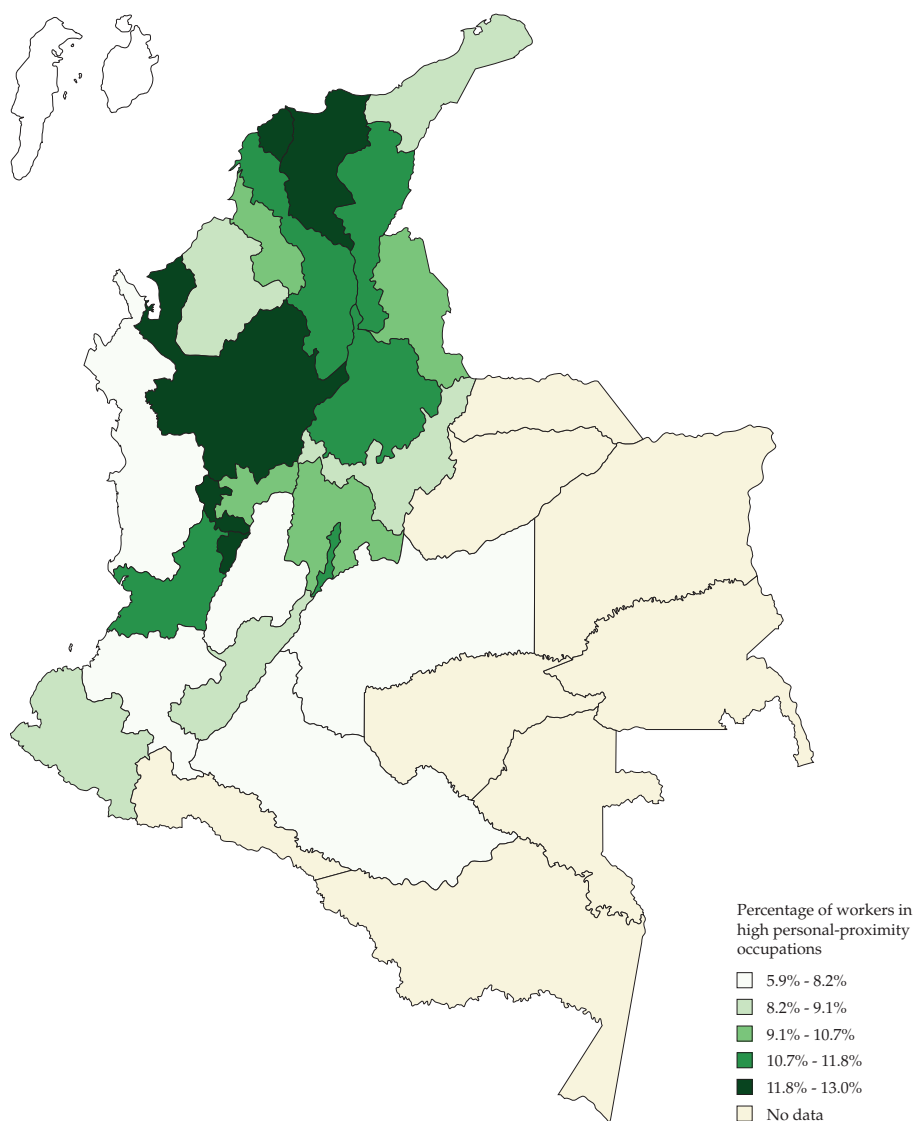 Percentage of workers in
high personal-proximity
occupations
5.9% - 8.2%
8.2% - 9.1%
9.1% - 10.7%
10.7% - 11.8%
11.8% - 13.0%
No data